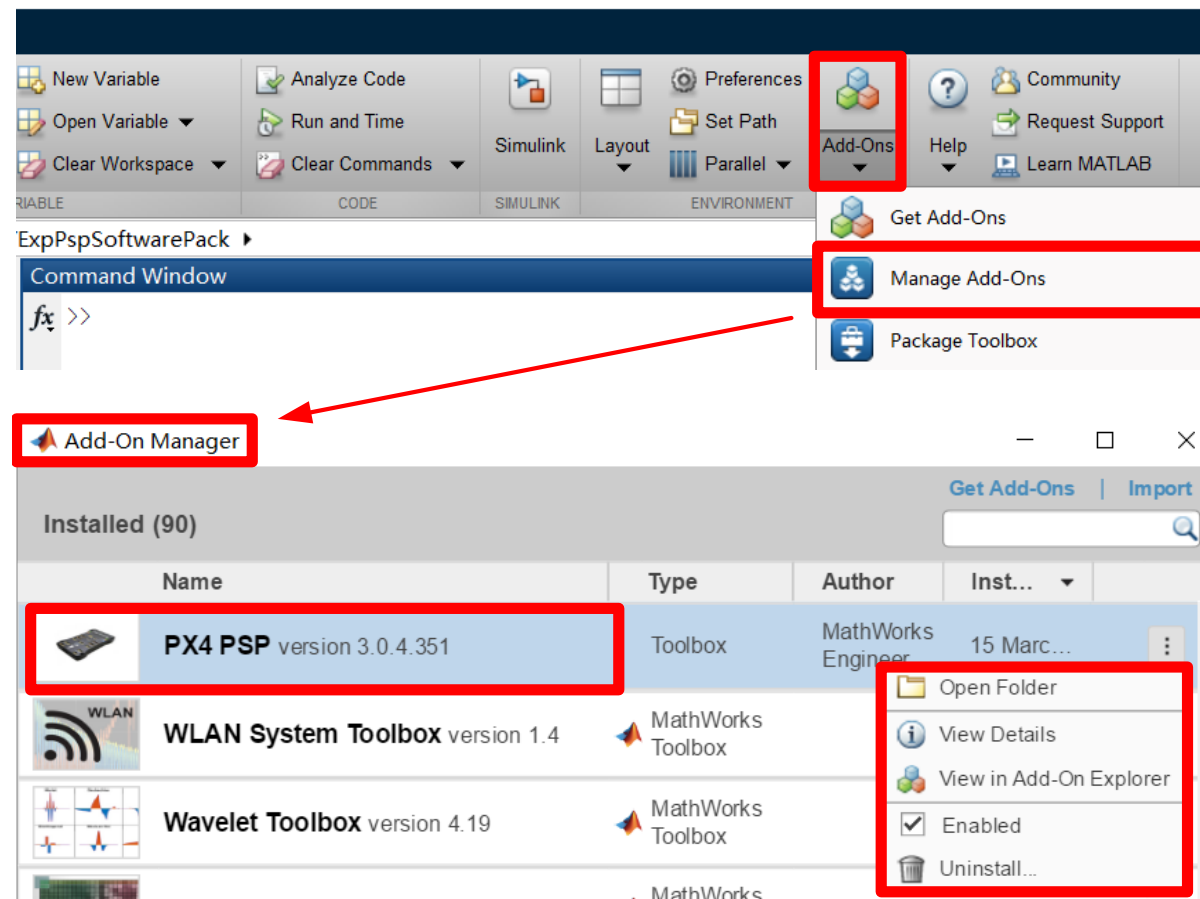 New Variable
Analyze Code
Preferences
Community
Open Variable
Run and Time
Simulink
Layout
Set Path
Add-Ons
Help
Request Support
Clear Workspace
Clear Commands
Parallel
Learn MATLAB
RIABLE
CODE
SIMULINK
ENVIRONMENT
Get Add-Ons
ExpPspSoftwarePack
Command Window
Manage Add-Ons
fx >>
Package Toolbox
Add-On Manager
Get Add-Ons | Import
Installed (90)
Name Type Author Inst...
PX4 PSP version 3.0.4.351 Toolbox MathWorks Engineer 15 Marc...
Open Folder
WLAN
WLAN System Toolbox version 1.4 MathWorks Toolbox
View Details
View in Add-On Explorer
Wavelet Toolbox version 4.19 MathWorks Toolbox
Enabled
Uninstall...
MathWorks